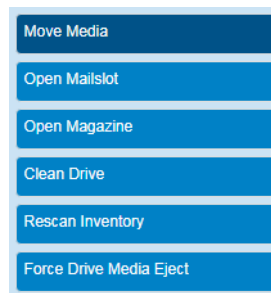 Move Media
Open Mailslot
Open Magazine
Clean Drive
Rescan Inventory
Force Drive Media Eject